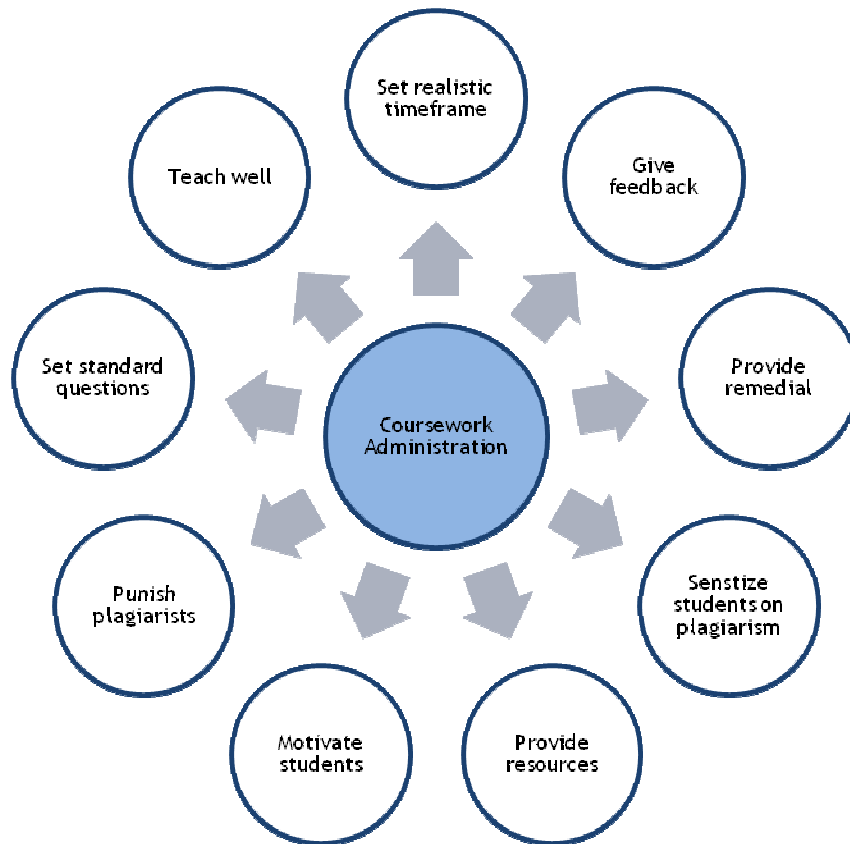 Set realistic
timeframe
Give
feedback
Provide
remedial
Senstize
students on
plagiarism
Provide
resources
Motivate
students
Punish
plagiarists
Set standard
questions
Teach well
Coursework
Administration